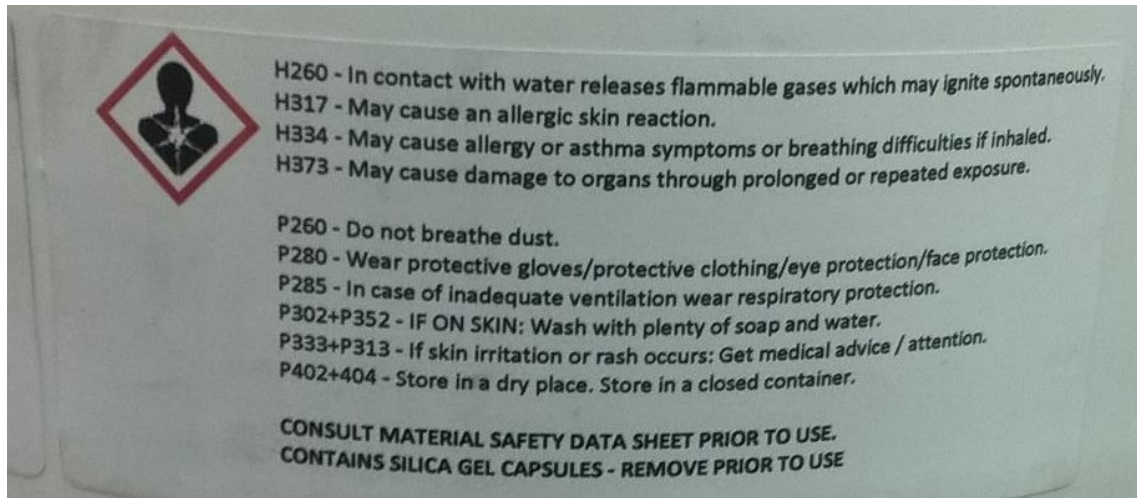 H260 - In contact with water releases flammable gases which may ignite spontaneously.
H317 - May cause an allergic skin reaction.
H334 - May cause allergy or asthma symptoms or breathing difficulties if inhaled.
H373 - May cause damage to organs through prolonged or repeated exposure.
P260 - Do not breathe dust.
P280 - Wear protective gloves/protective clothing/eye protection/face protection.
P285 - In case of inadequate ventilation wear respiratory protection.
P302+P352 - IF ON SKIN: Wash with plenty of soap and water.
P333+P313 - If skin irritation or rash occurs: Get medical advice / attention.
P402+404 - Store in a dry place. Store in a closed container.
CONSULT MATERIAL SAFETY DATA SHEET PRIOR TO USE.
CONTAINS SILICA GEL CAPSULES - REMOVE PRIOR TO USE